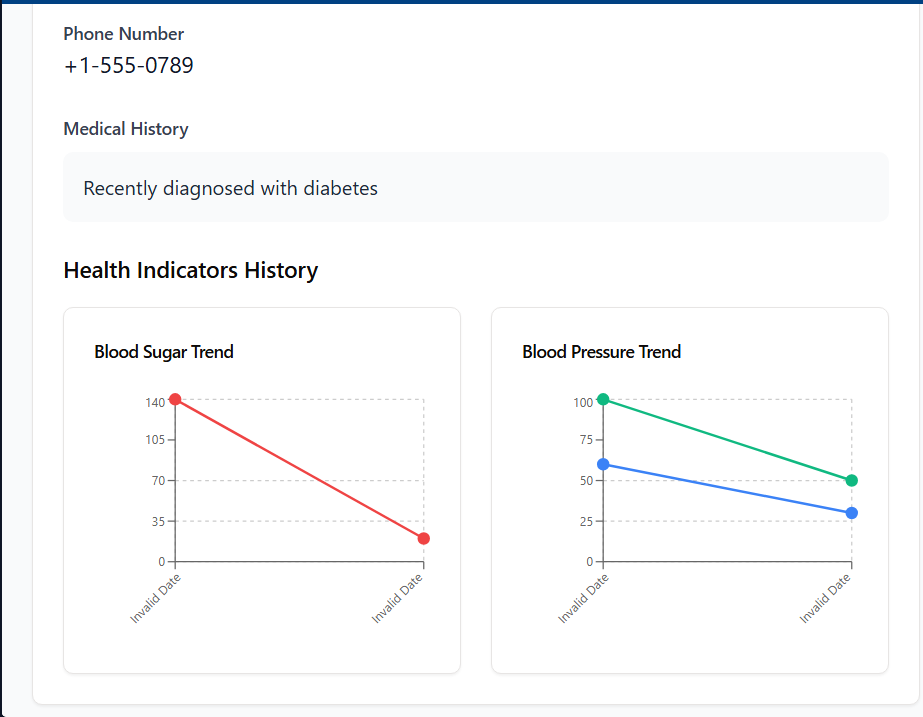 Phone Number
+1-555-0789
Medical History
Recently diagnosed with diabetes
Health Indicators History
Blood Sugar Trend
140
105
70
35
0
Invalid Date
Invalid Date
Blood Pressure Trend
100
75
50
25
0
Invalid Date
Invalid Date